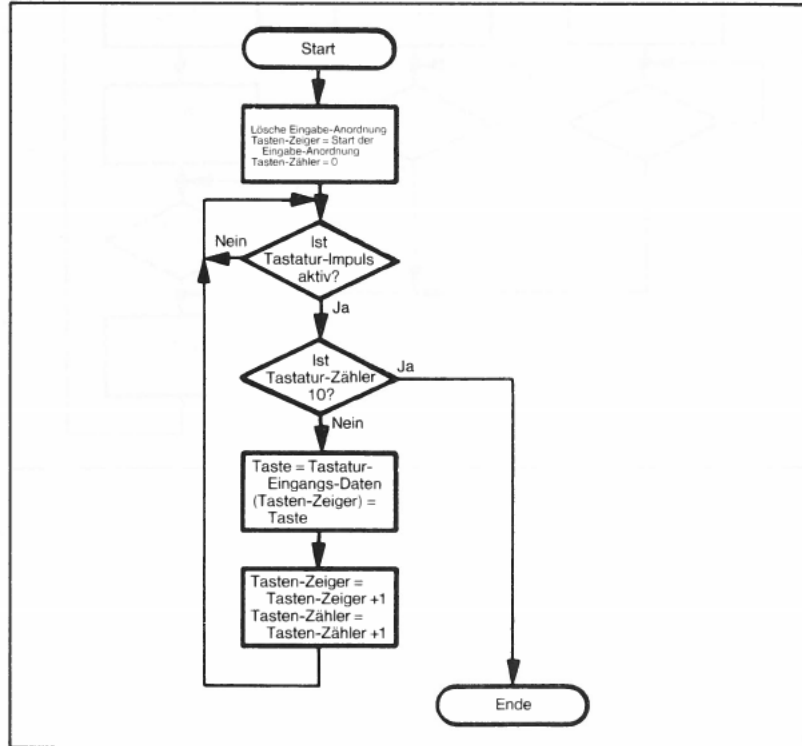 Start
Lösche Eingabe-Anordnung
Tasten-Zeiger = Start der
Eingabe-Anordnung
Tasten-Zähler = 0
Nein
Ist
Tastatur-Impuls
aktiv?
Ja
Ist
Tastatur-Zähler
10?
Ja
Nein
Taste = Tastatur-
Eingangs-Daten
(Tasten-Zeiger) =
Taste
Tasten-Zeiger =
Tasten-Zeiger +1
Tasten-Zähler =
Tasten-Zähler +1
Ende